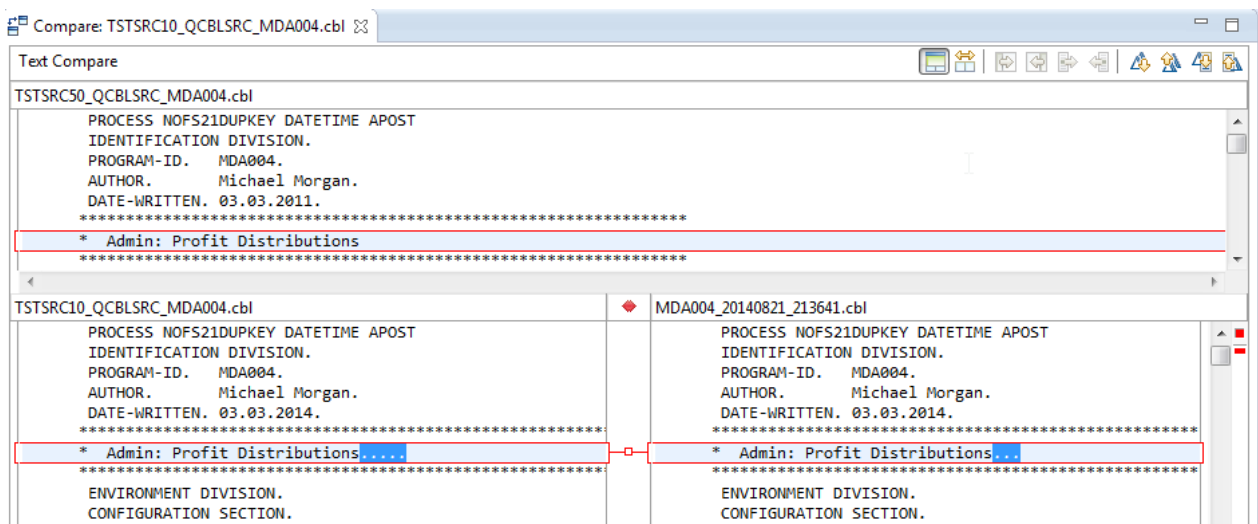 Compare: TSTSRC10_QCBLSRC_MDA004.cbl
Text Compare
TSTSRC50_QCBLSRC_MDA004.cbl
PROCESS NOFS21DUPKEY DATETIME APOST
IDENTIFICATION DIVISION.
PROGRAM-ID. MDA004.
AUTHOR. Michael Morgan.
DATE-WRITTEN. 03.03.2011.
******************************************************************
* Admin: Profit Distributions
******************************************************************
TSTSRC10_QCBLSRC_MDA004.cbl
PROCESS NOFS21DUPKEY DATETIME APOST
IDENTIFICATION DIVISION.
PROGRAM-ID. MDA004.
AUTHOR. Michael Morgan.
DATE-WRITTEN. 03.03.2014.
*********************************************************
* Admin: Profit Distributions.....
*********************************************************
ENVIRONMENT DIVISION.
CONFIGURATION SECTION.
MDA004_20140821_213641.cbl
PROCESS NOFS21DUPKEY DATETIME APOST
IDENTIFICATION DIVISION.
PROGRAM-ID. MDA004.
AUTHOR. Michael Morgan.
DATE-WRITTEN. 03.03.2014.
*****************************************************
* Admin: Profit Distributions...
*****************************************************
ENVIRONMENT DIVISION.
CONFIGURATION SECTION.